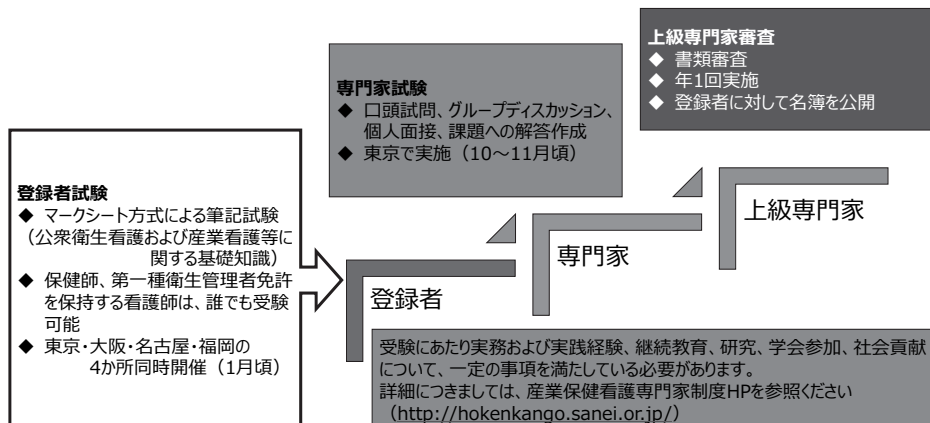 登録者試験
◆ マークシート方式による筆記試験
（公衆衛生看護および産業看護等に
関する基礎知識）
◆ 保健師、第一種衛生管理者免許
を保持する看護師は、誰でも受験
可能
◆ 東京・大阪・名古屋・福岡の
4か所同時開催（1月頃）
専門家試験
◆ 口頭試問、グループディスカッション、
個人面接、課題への解答作成
◆ 東京で実施（10～11月頃）
上級専門家審査
◆ 書類審査
◆ 年1回実施
◆ 登録者に対して名簿を公開
登録者
専門家
上級専門家
受験にあたり実務および実践経験、継続教育、研究、学会参加、社会貢献
について、一定の事項を満たしている必要があります。
詳細につきましては、産業保健看護専門家制度HPを参照ください
（http://hokenkango.sanei.or.jp/）